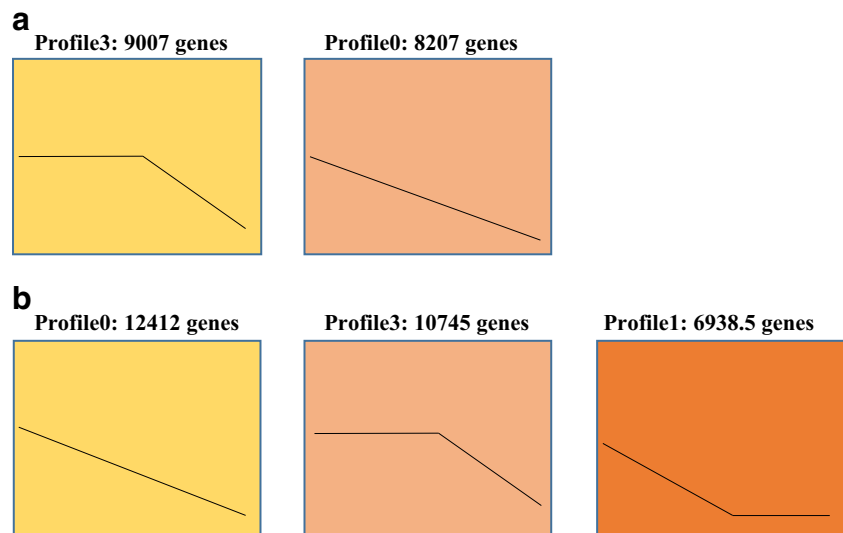 a
Profile3: 9007 genes
Profile0: 8207 genes
b
Profile0: 12412 genes
Profile3: 10745 genes
Profile1: 6938.5 genes